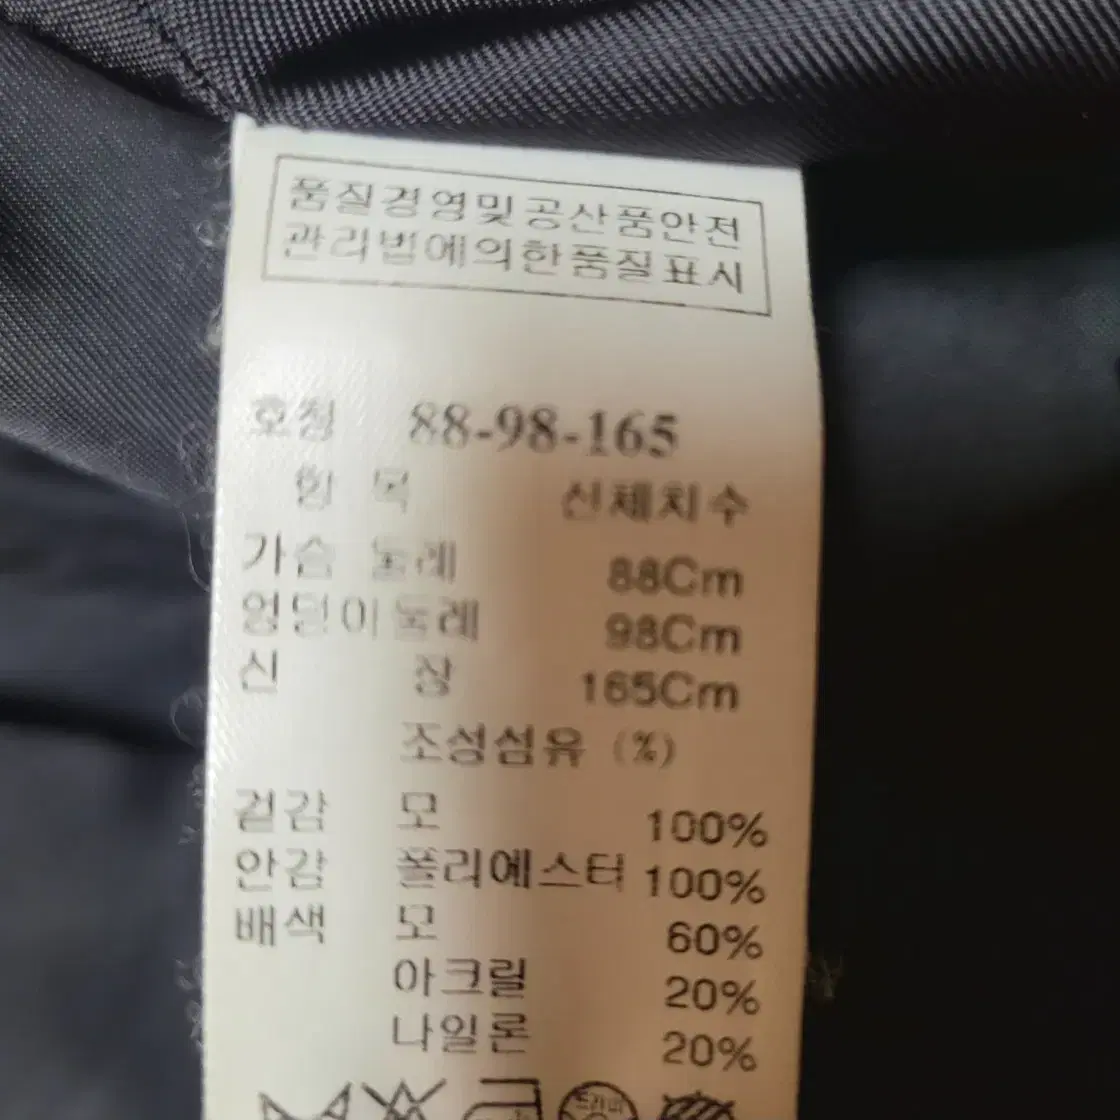 품질경영및공산품안전
관리법에의한품질표시
호칭 88-98-165
항 목 신체치수
가슴 둘레 88Cm
엉덩이둘레 98Cm
신 장 165Cm
조성섬유 (%)
겉감 모 100%
안감 폴리에스터 100%
배색 모 60%
아크릴 20%
나일론 20%
드라이